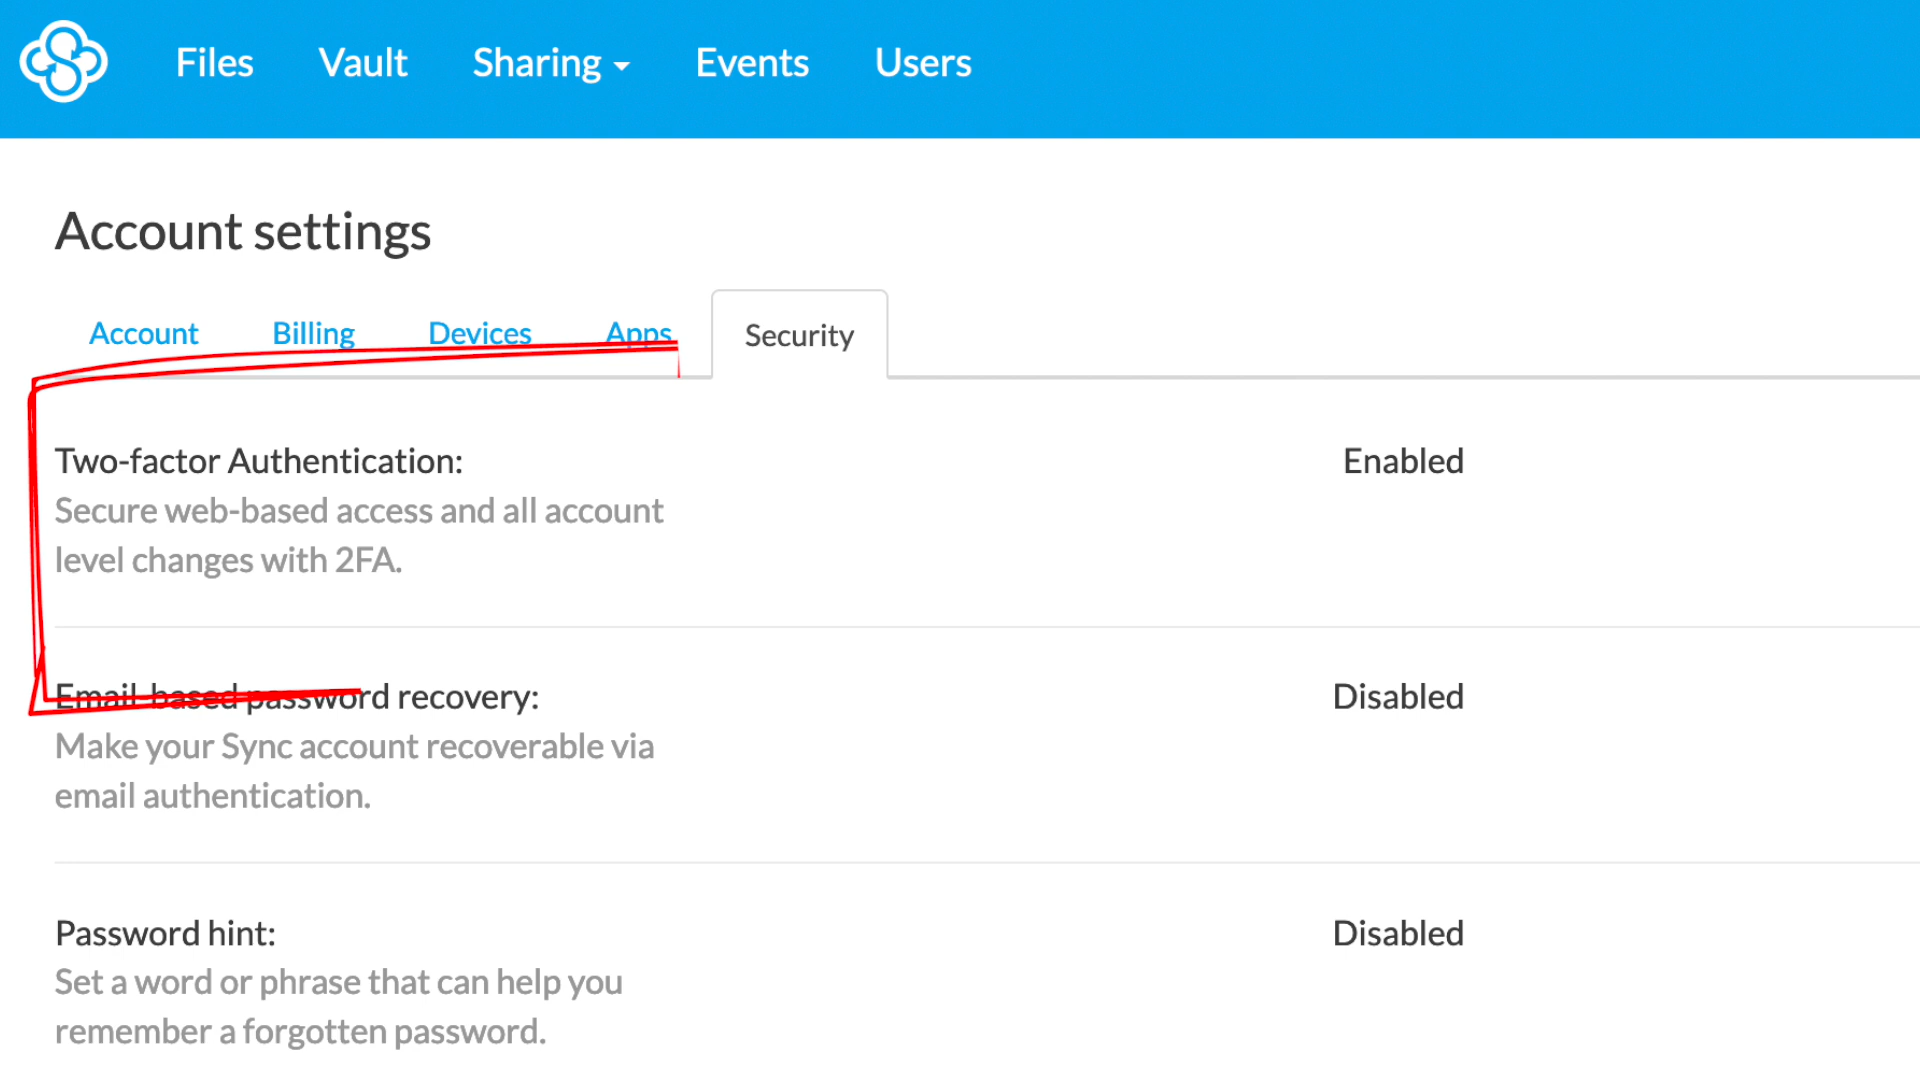 Files Vault Sharing Events Users
Account settings
Account Billing Devices Apps Security
Two-factor Authentication: Enabled
Secure web-based access and all account
level changes with 2FA.
Email-based password recovery: Disabled
Make your Sync account recoverable via
email authentication.
Password hint: Disabled
Set a word or phrase that can help you
remember a forgotten password.